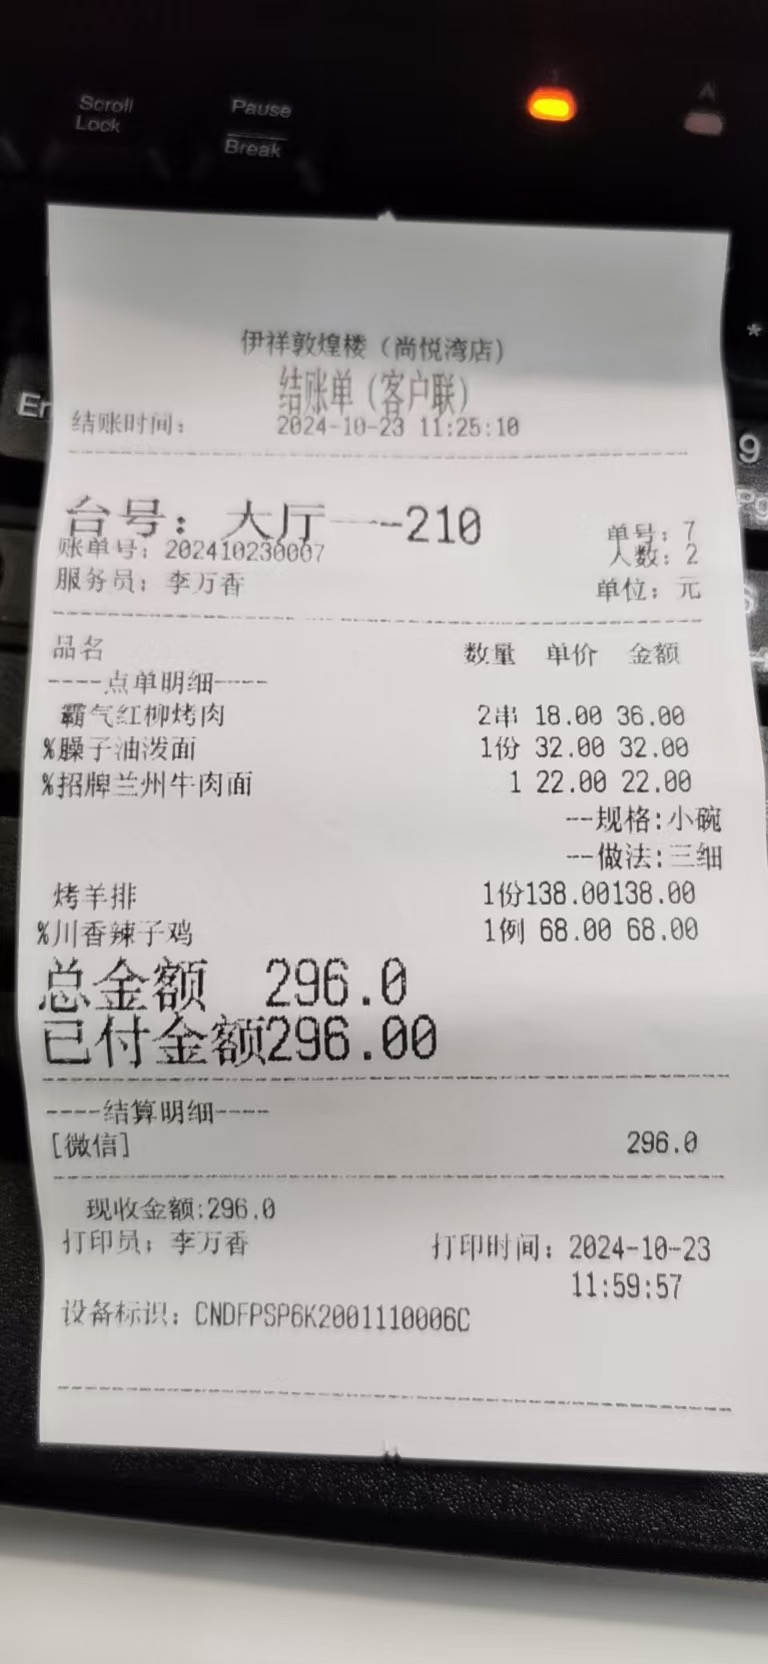 Scroll Lock
Pause
Break
伊祥敦煌楼（尚悦湾店）
结账单（客户联）
结账时间： 2024-10-23 11:25:10
台号：大厅——-210
单号：7
账单号：202410230007 人数：2
服务员：李万香 单位：元
品名 数量 单价 金额
----点单明细----
霸气红柳烤肉 2串 18.00 36.00
%臊子油泼面 1份 32.00 32.00
%招牌兰州牛肉面 1 22.00 22.00
--规格:小碗
--做法:三细
烤羊排 1份138.00138.00
%川香辣子鸡 1例 68.00 68.00
总金额 296.0
已付金额296.00
----结算明细----
[微信] 296.0
现收金额:296.0
打印员：李万香 打印时间：2024-10-23
11:59:57
设备标识：CNDFPSP6K2001110006C